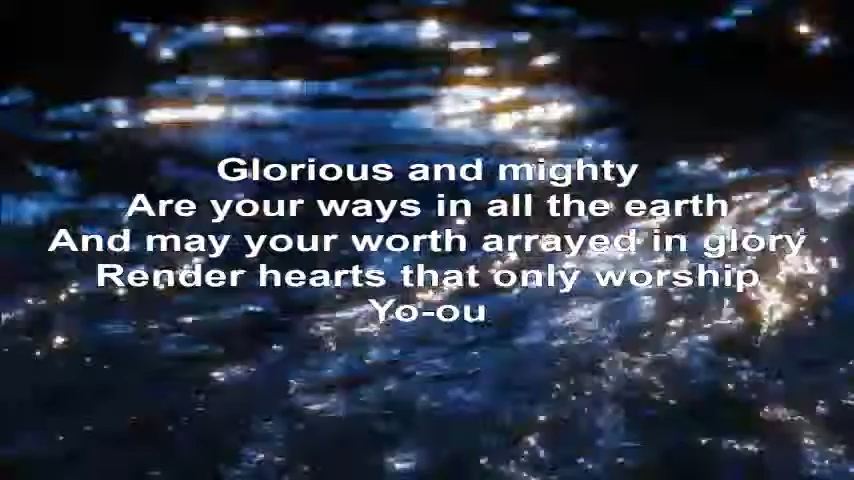 Glorious and mighty
Are your ways in all the earth
And may your worth arrayed in glory
Render hearts that only worship
Yo-ou